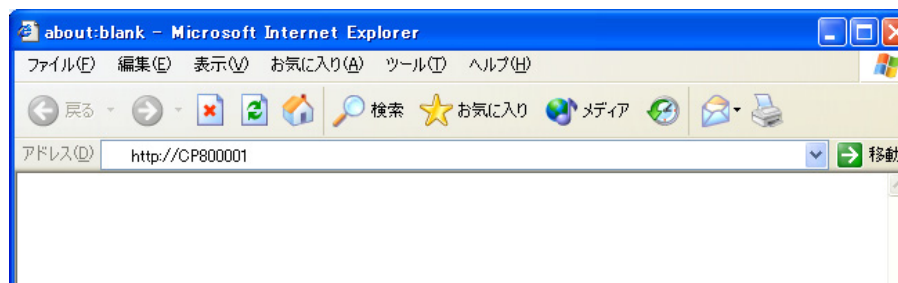 about:blank - Microsoft Internet Explorer
ファイル(F) 編集(E) 表示(V) お気に入り(A) ツール(T) ヘルプ(H)
戻る 検索 お気に入り メディア
アドレス(D) http://CP800001 移動